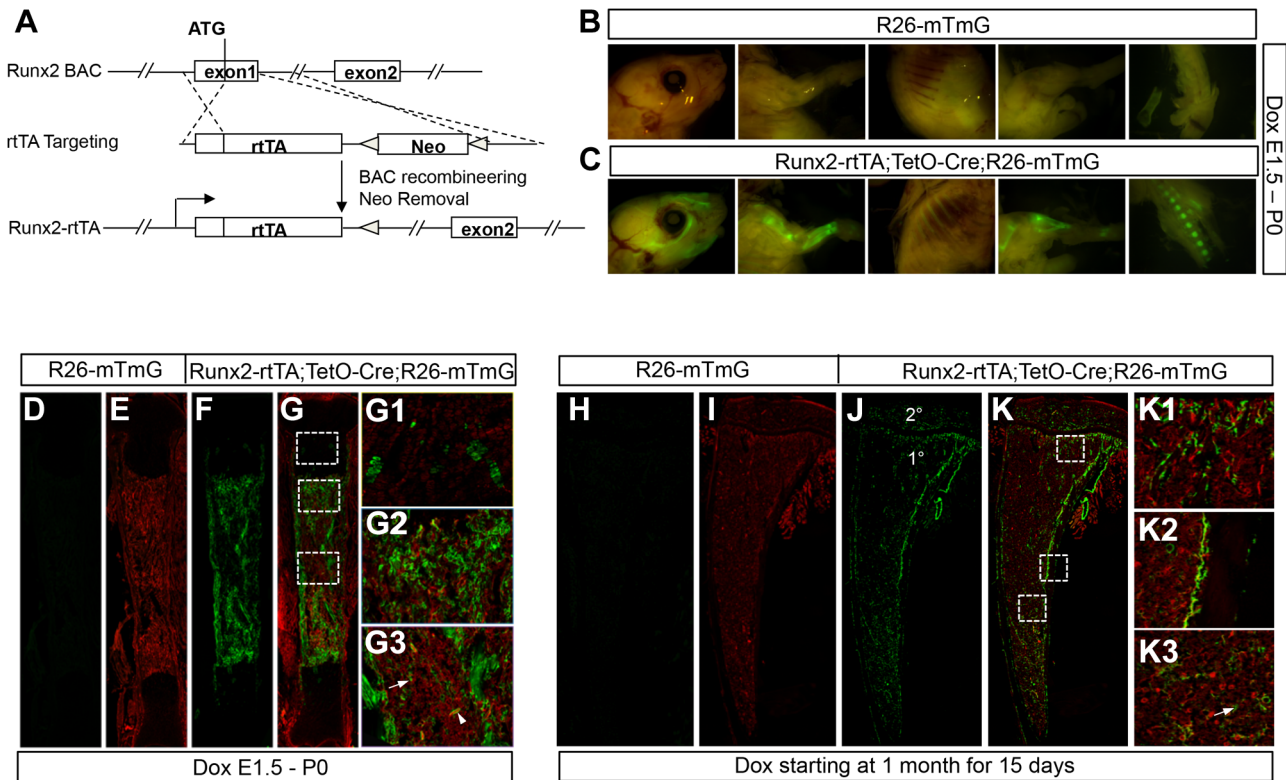 A
ATG
Runx2 BAC
exon1
exon2
rtTA Targeting
rtTA
Neo
BAC recombineering
Neo Removal
Runx2-rtTA
rtTA
exon2
B
R26-mTmG
C
Runx2-rtTA;TetO-Cre;R26-mTmG
Dox E1.5 – P0
R26-mTmG
Runx2-rtTA;TetO-Cre;R26-mTmG
D
E
F
G
G1
G2
G3
Dox E1.5 - P0
R26-mTmG
Runx2-rtTA;TetO-Cre;R26-mTmG
H
I
J
2°
1°
K
K1
K2
K3
Dox starting at 1 month for 15 days